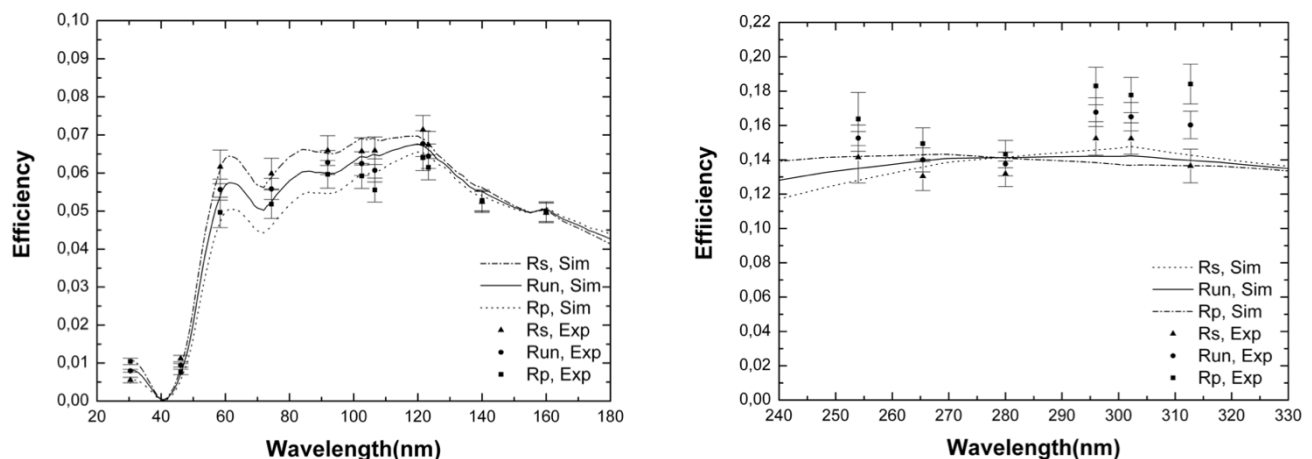 0,10
0,09
0,08
0,07
0,06
0,05
0,04
0,03
0,02
0,01
0,00
Efficiency
20 40 60 80 100 120 140 160 180
Wavelength(nm)
Rs, Sim
Run, Sim
Rp, Sim
Rs, Exp
Run, Exp
Rp, Exp
0,22
0,20
0,18
0,16
0,14
0,12
0,10
0,08
0,06
0,04
0,02
0,00
Effiiciency
240 250 260 270 280 290 300 310 320 330
Wavelength(nm)
Rs, Sim
Run, Sim
Rp, Sim
Rs, Exp
Run, Exp
Rp, Exp